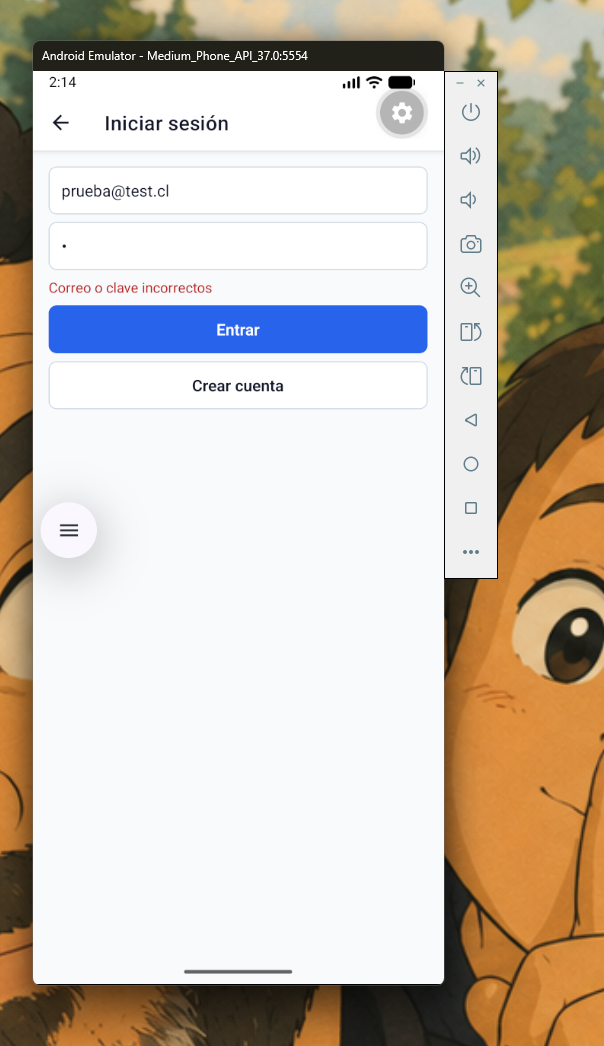 Android Emulator - Medium_Phone_API_37.0:5554
2:14
Iniciar sesión
prueba@test.cl
•
Correo o clave incorrectos
Entrar
Crear cuenta